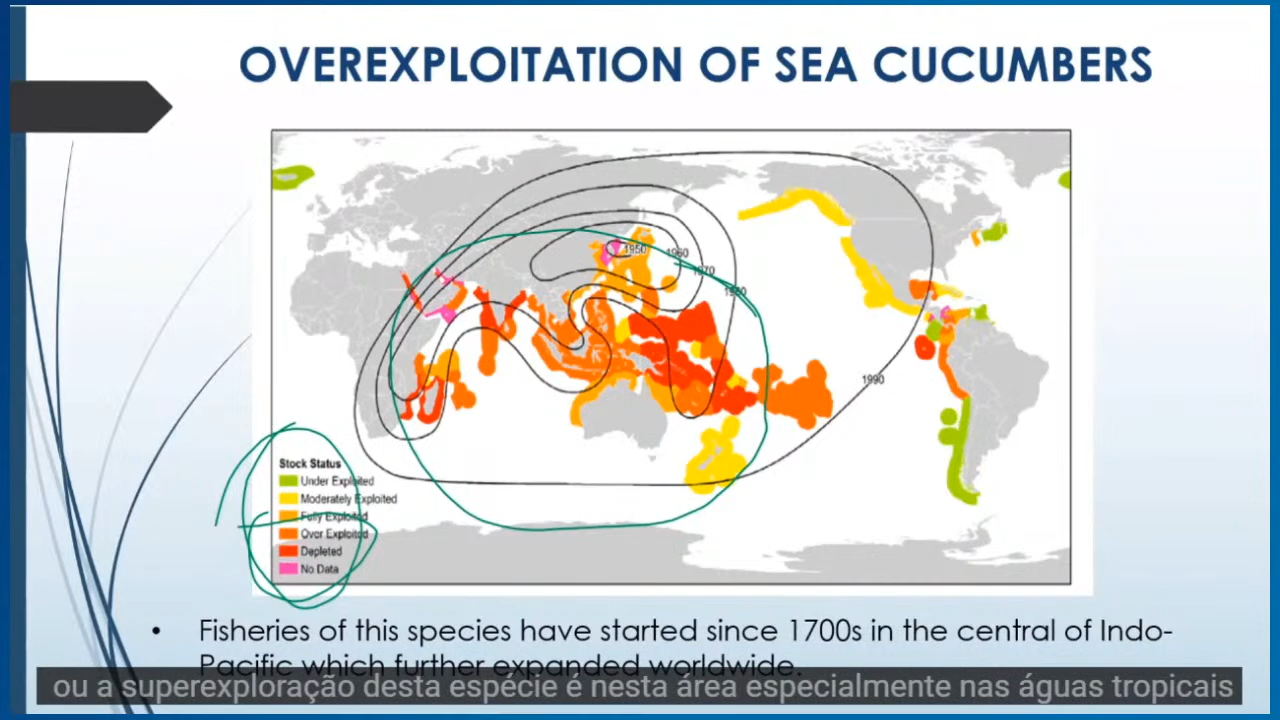 OVEREXPLOITATION OF SEA CUCUMBERS
1950
1960
1970
1980
1990
Stock Status
Under Exploited
Moderately Exploited
Fully Exploited
Over Exploited
Depleted
No Data
• Fisheries of this species have started since 1700s in the central of Indo-
Pacific which further expanded worldwide.
ou a superexploração desta espécie é nesta área especialmente nas águas tropicais